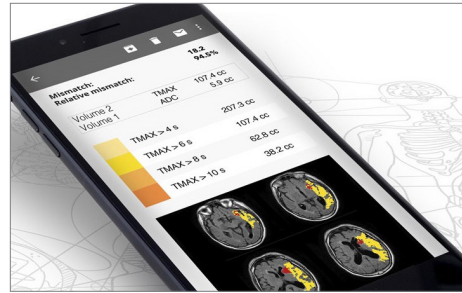 Mismatch: 18.2
Relative mismatch: 94.5%
Volume 2 TMAX 107.4 cc
Volume 1 ADC 5.9 cc
TMAX > 4 s 207.3 cc
TMAX > 6 s 107.4 cc
TMAX > 8 s 62.8 cc
TMAX > 10 s 38.2 cc